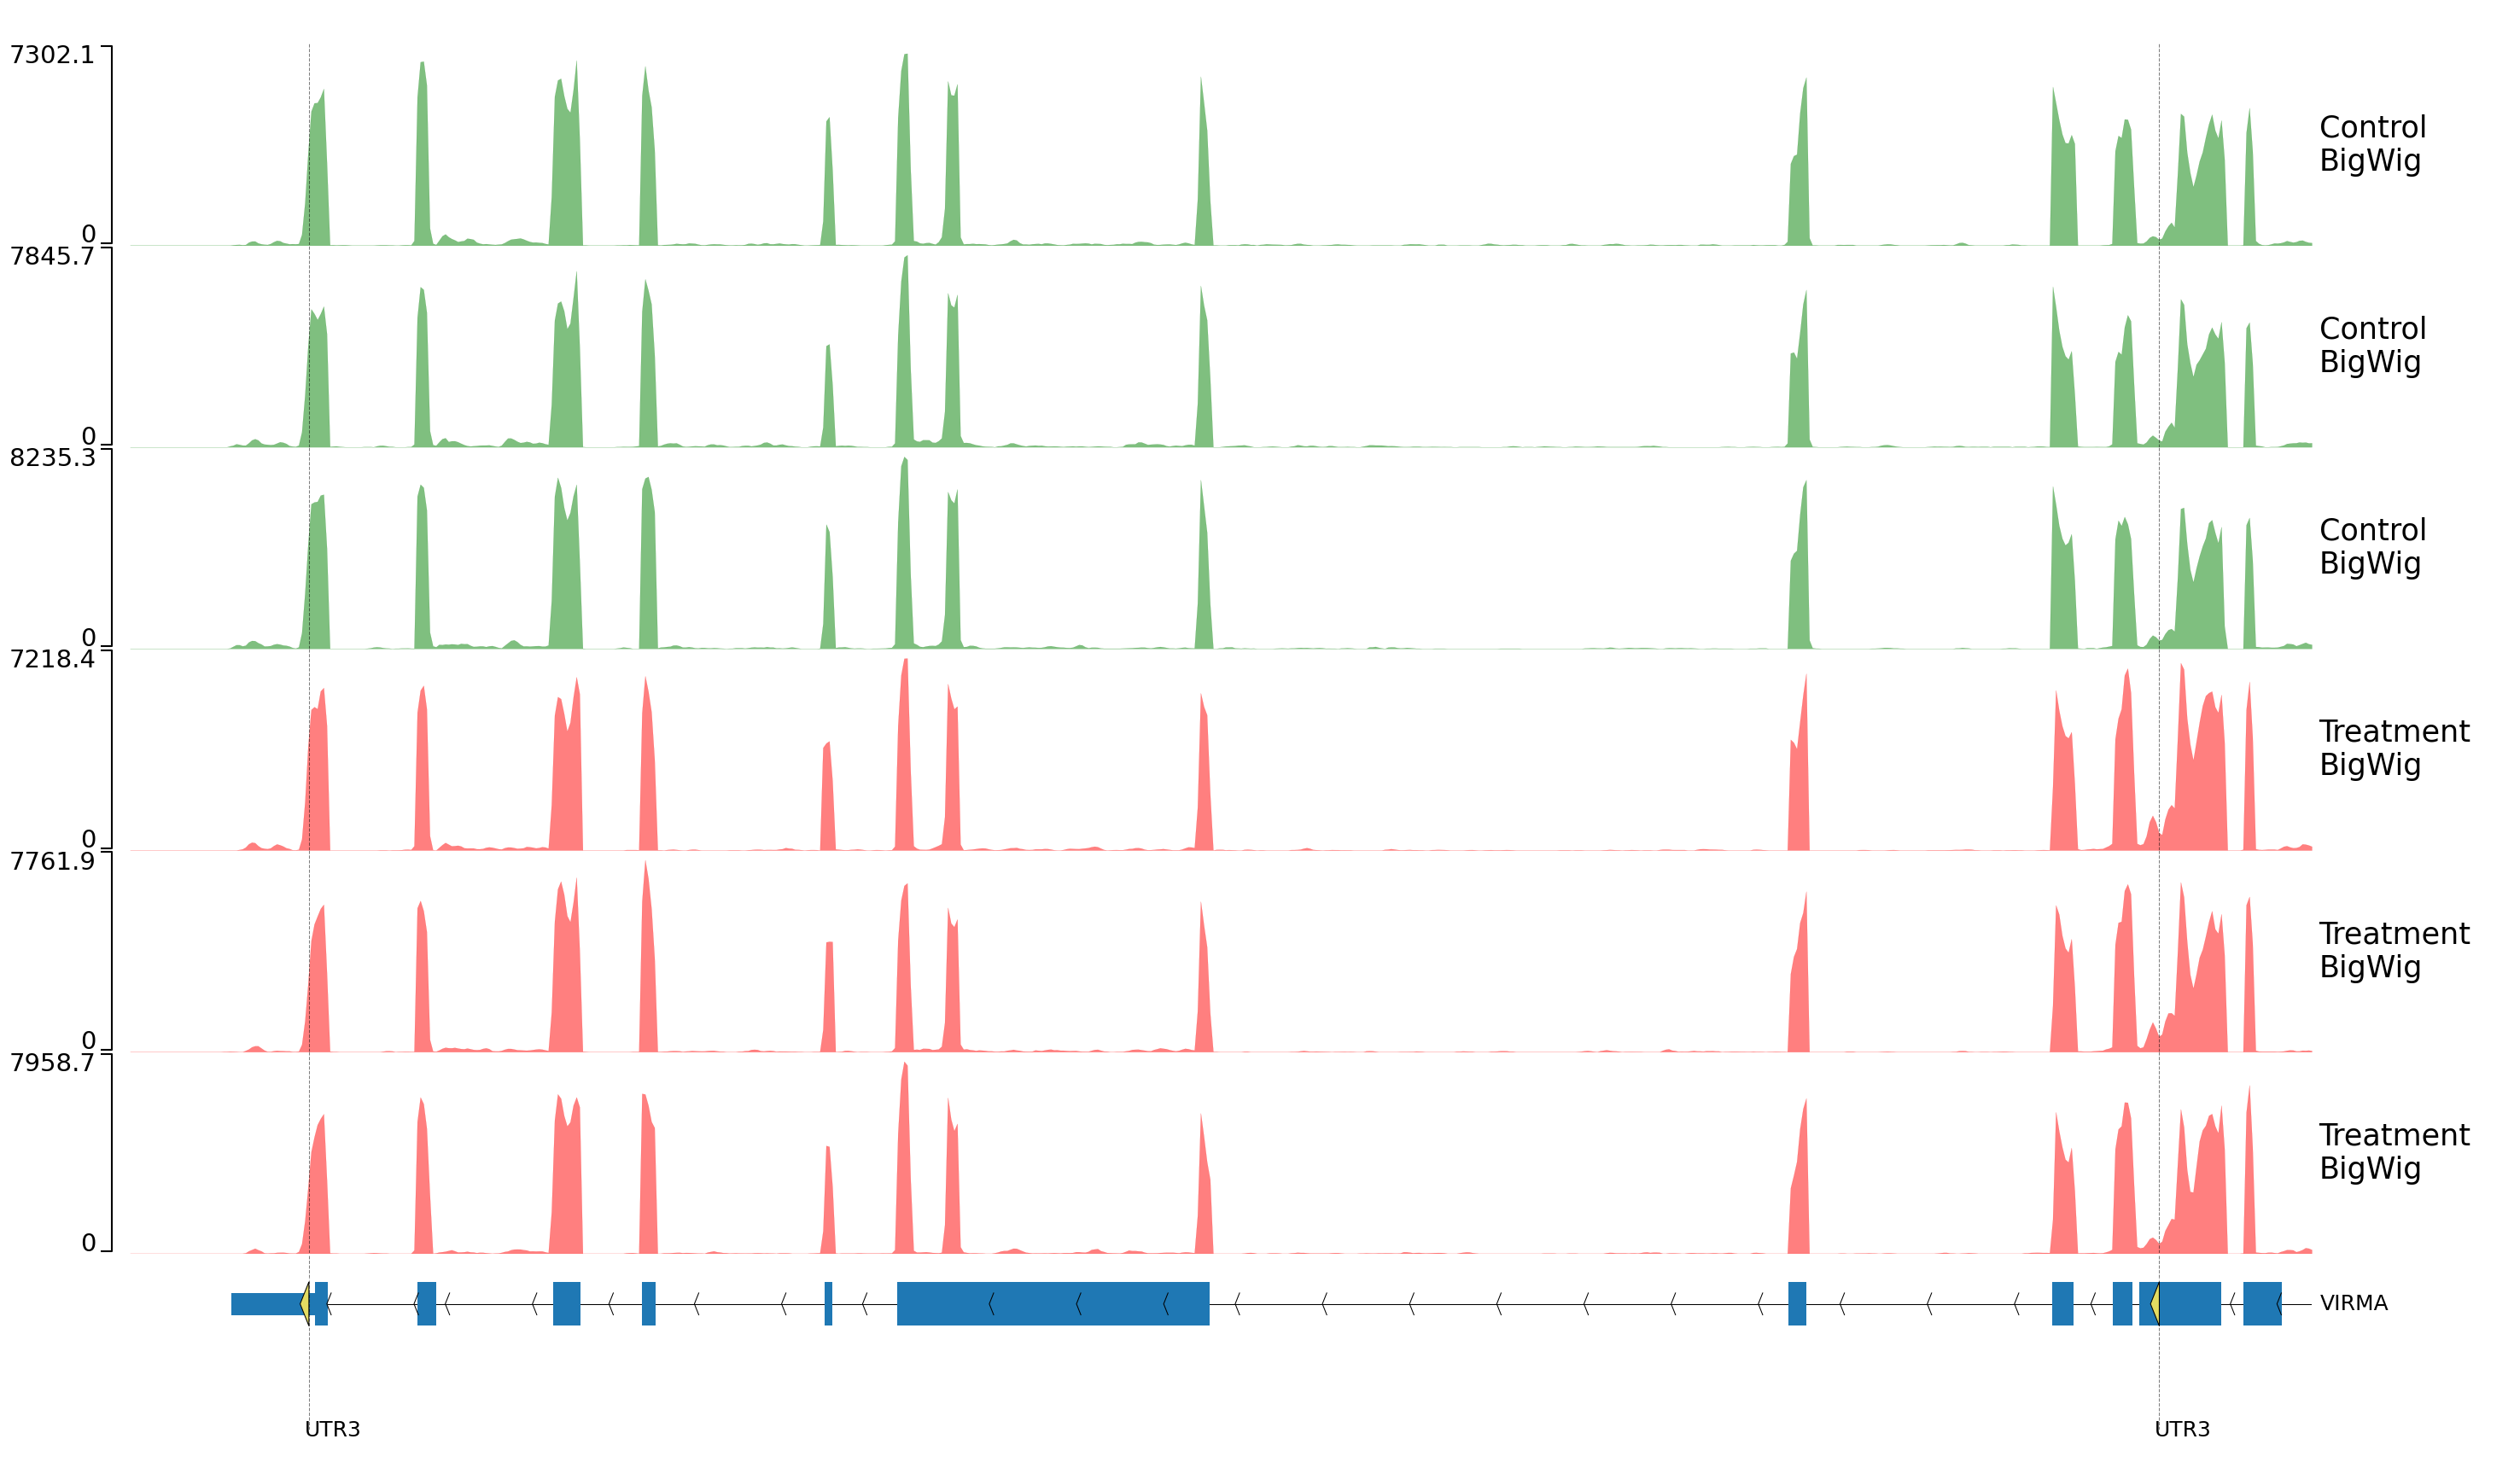 7302.1
0
Control
BigWig
7845.7
0
Control
BigWig
8235.3
0
Control
BigWig
7218.4
0
Treatment
BigWig
7761.9
0
Treatment
BigWig
7958.7
0
Treatment
BigWig
VIRMA
UTR3
UTR3